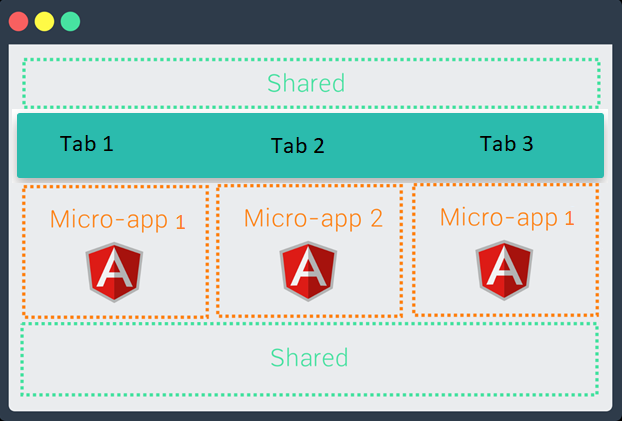 Shared
Tab 1 Tab 2 Tab 3
Micro-app 1 Micro-app 2 Micro-app 1
A A A
Shared